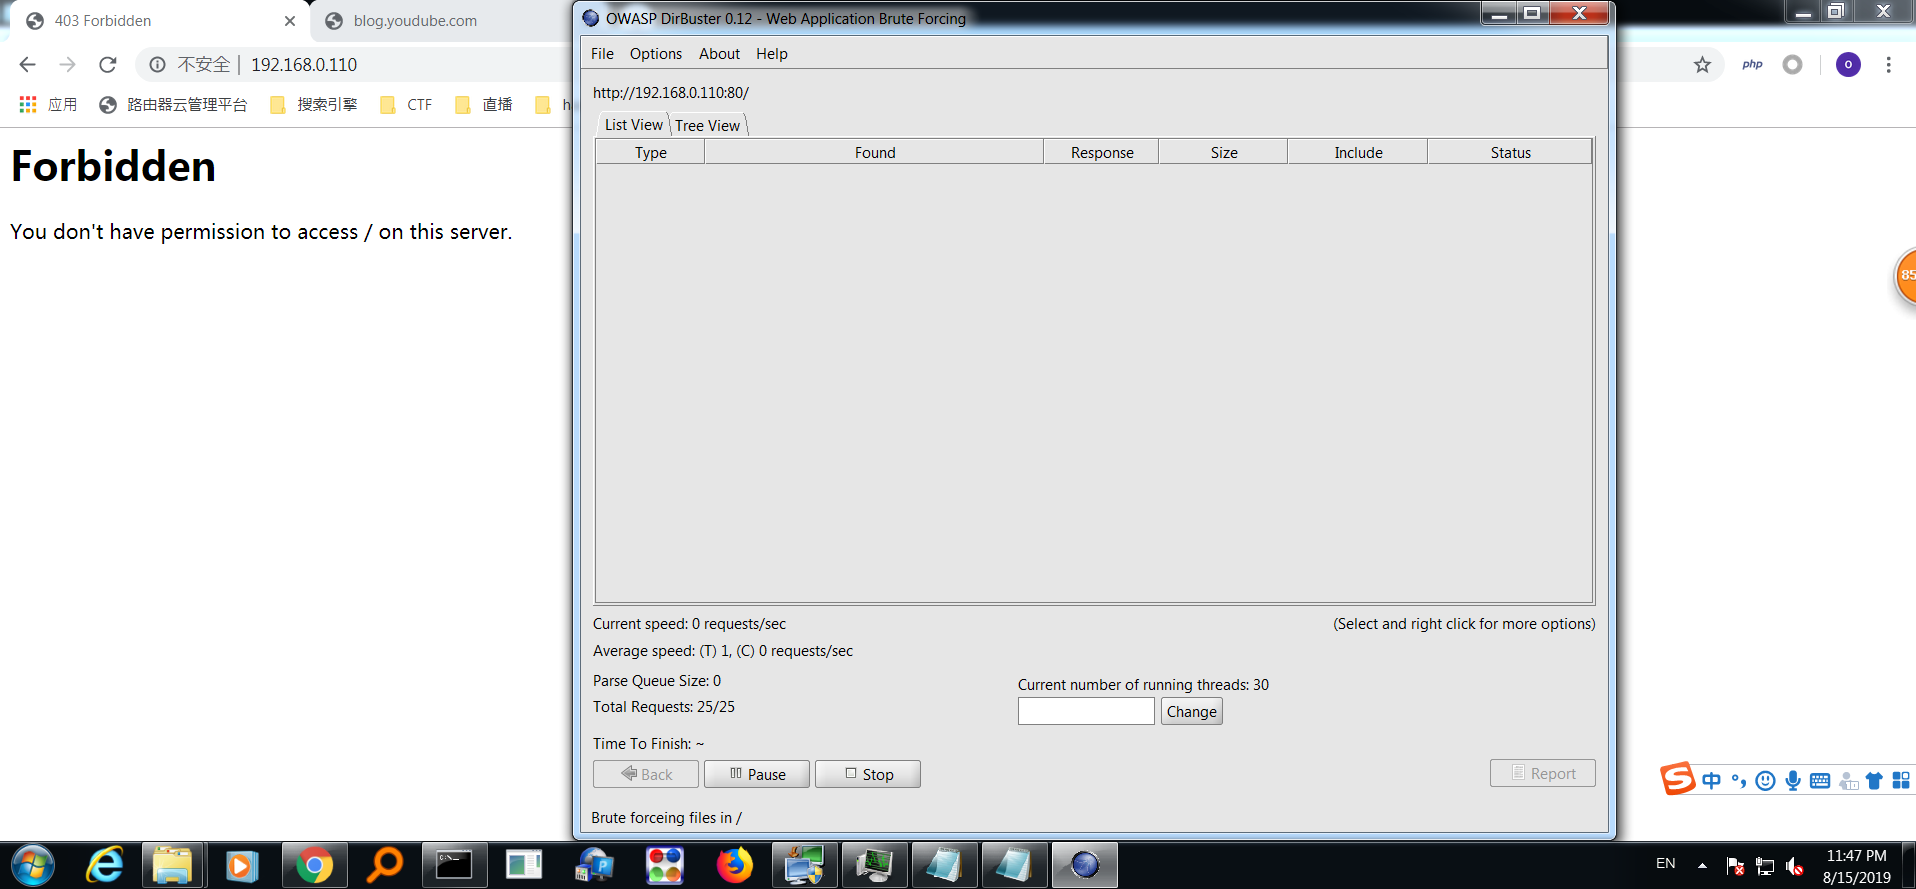 403 Forbidden
blog.youdube.com
不安全 | 192.168.0.110
php
O
应用
路由器云管理平台
搜索引擎
CTF
直播
Forbidden
You don't have permission to access / on this server.
OWASP DirBuster 0.12 - Web Application Brute Forcing
File Options About Help
http://192.168.0.110:80/
List View Tree View
Type Found Response Size Include Status
Current speed: 0 requests/sec
(Select and right click for more options)
Average speed: (T) 1, (C) 0 requests/sec
Parse Queue Size: 0
Current number of running threads: 30
Total Requests: 25/25
Change
Time To Finish: ~
Back Pause Stop Report
Brute forceing files in /
85
S 中
EN
11:47 PM
8/15/2019